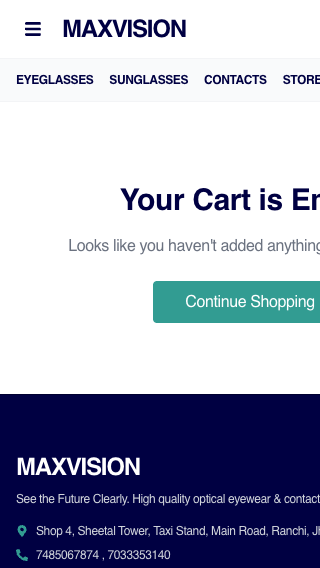 MAXVISION
EYEGLASSES SUNGLASSES CONTACTS STORE
Your Cart is
Looks like you haven't added anything
Continue Shopping
MAXVISION
See the Future Clearly. High quality optical eyewear & contact
Shop 4, Sheetal Tower, Taxi Stand, Main Road, Ranchi,
7485067874 , 7033353140